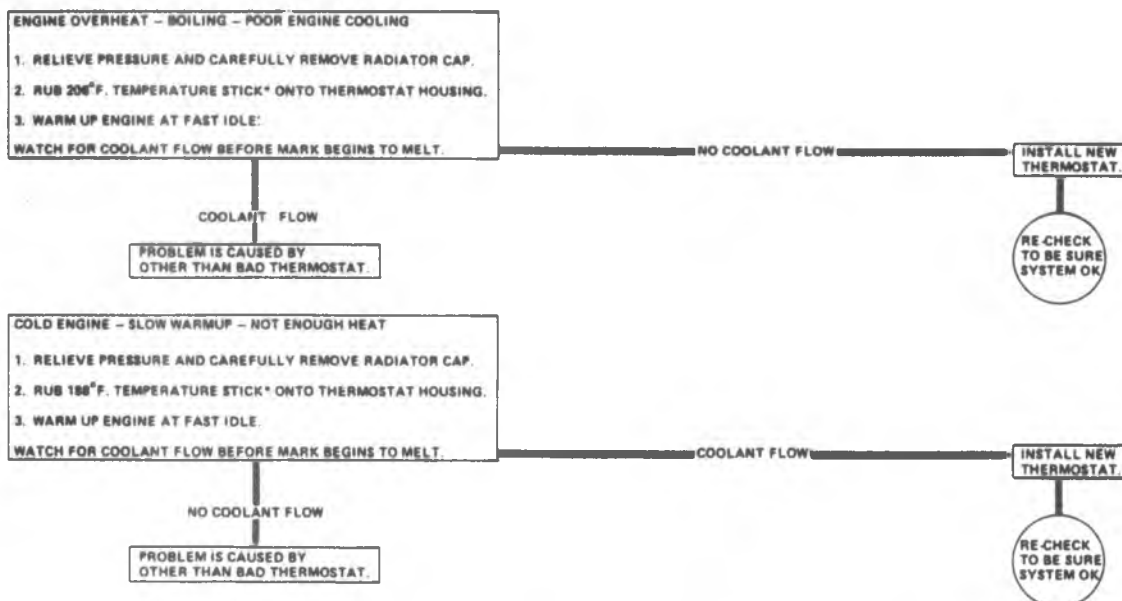 ENGINE OVERHEAT – BOILING – POOR ENGINE COOLING
1. RELIEVE PRESSURE AND CAREFULLY REMOVE RADIATOR CAP.
2. RUB 206°F. TEMPERATURE STICK* ONTO THERMOSTAT HOUSING.
3. WARM UP ENGINE AT FAST IDLE.
WATCH FOR COOLANT FLOW BEFORE MARK BEGINS TO MELT.
NO COOLANT FLOW
INSTALL NEW
THERMOSTAT.
COOLANT FLOW
RE-CHECK
TO BE SURE
SYSTEM OK
PROBLEM IS CAUSED BY
OTHER THAN BAD THERMOSTAT.
COLD ENGINE – SLOW WARMUP – NOT ENOUGH HEAT
1. RELIEVE PRESSURE AND CAREFULLY REMOVE RADIATOR CAP.
2. RUB 188°F. TEMPERATURE STICK* ONTO THERMOSTAT HOUSING.
3. WARM UP ENGINE AT FAST IDLE.
WATCH FOR COOLANT FLOW BEFORE MARK BEGINS TO MELT.
COOLANT FLOW
INSTALL NEW
THERMOSTAT.
NO COOLANT FLOW
RE-CHECK
TO BE SURE
SYSTEM OK
PROBLEM IS CAUSED BY
OTHER THAN BAD THERMOSTAT.